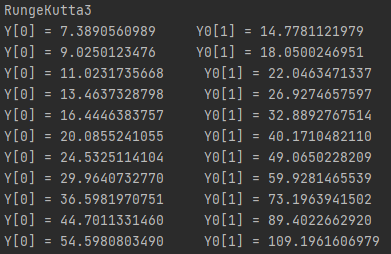 RungeKutta3
Y[0] = 7.3890560989     Y0[1] = 14.7781121979
Y[0] = 9.0250123476     Y0[1] = 18.0500246951
Y[0] = 11.0231735668     Y0[1] = 22.0463471337
Y[0] = 13.4637328798     Y0[1] = 26.9274657597
Y[0] = 16.4446383757     Y0[1] = 32.8892767514
Y[0] = 20.0855241055     Y0[1] = 40.1710482110
Y[0] = 24.5325114104     Y0[1] = 49.0650228209
Y[0] = 29.9640732770     Y0[1] = 59.9281465539
Y[0] = 36.5981970751     Y0[1] = 73.1963941502
Y[0] = 44.7011331460     Y0[1] = 89.4022662920
Y[0] = 54.5980803490     Y0[1] = 109.1961606979